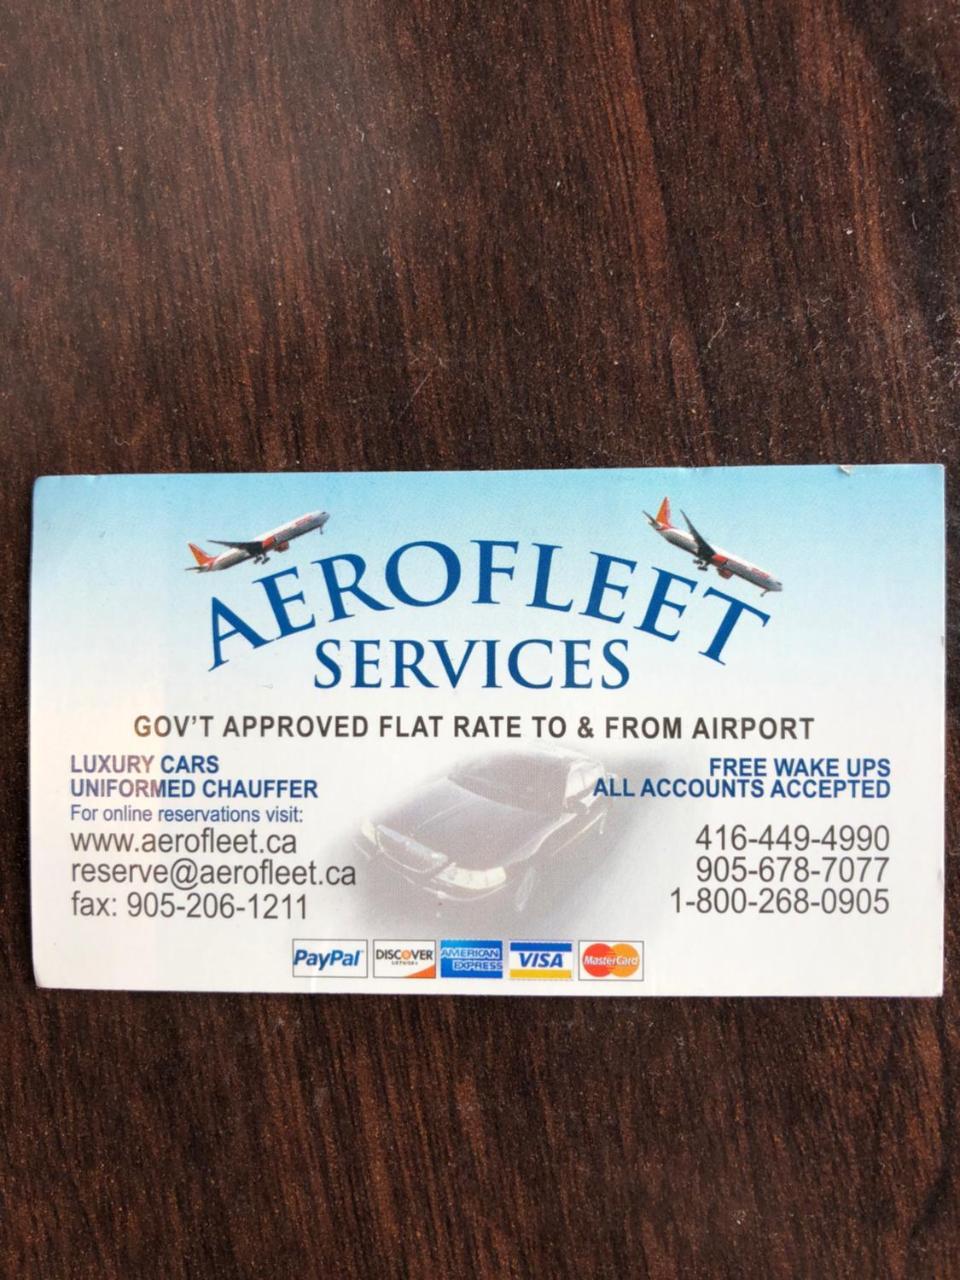 AEROFLEET
SERVICES
GOV'T APPROVED FLAT RATE TO & FROM AIRPORT
LUXURY CARS
UNIFORMED CHAUFFER
For online reservations visit:
www.aerofleet.ca
reserve@aerofleet.ca
fax: 905-206-1211
FREE WAKE UPS
ALL ACCOUNTS ACCEPTED
416-449-4990
905-678-7077
1-800-268-0905
PayPal
DISCOVER
NETWORK
AMERICAN
EXPRESS
VISA
MasterCard